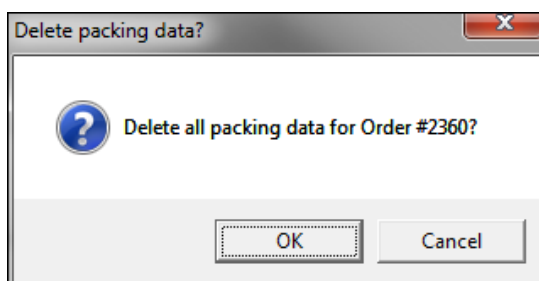 Delete packing data?
Delete all packing data for Order #2360?
OK
Cancel